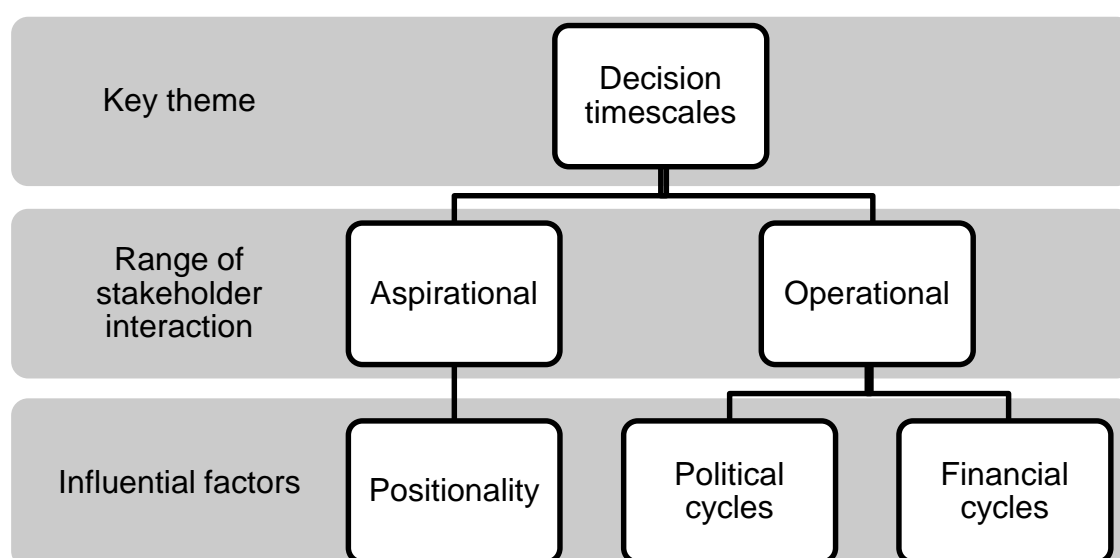 Key theme
Decision
timescales
Range of
stakeholder
interaction
Aspirational
Operational
Influential factors
Positionality
Political
cycles
Financial
cycles